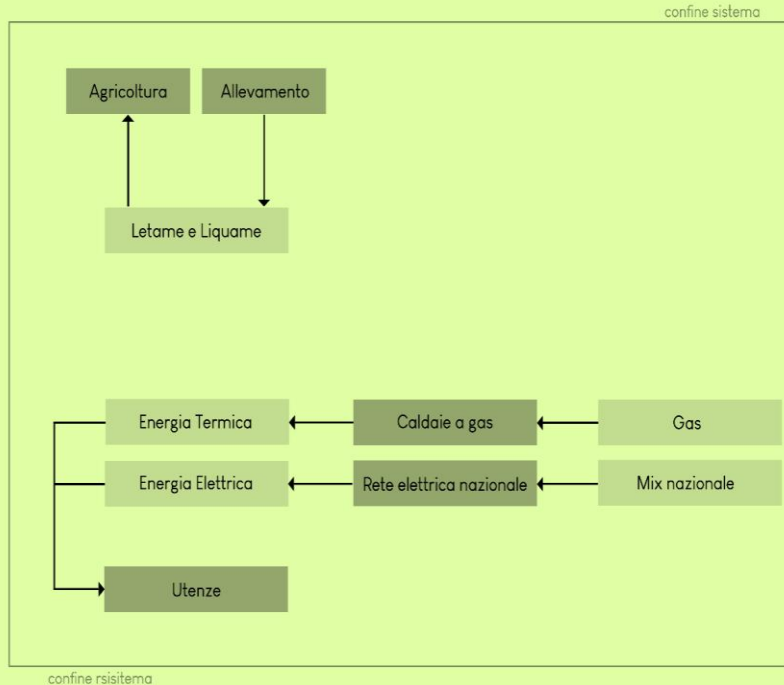 confine sistema
Agricoltura
Allevamento
Letame e Liquame
Energia Termica
Caldaie a gas
Gas
Energia Elettrica
Rete elettrica nazionale
Mix nazionale
Utenze
confine rsisitema